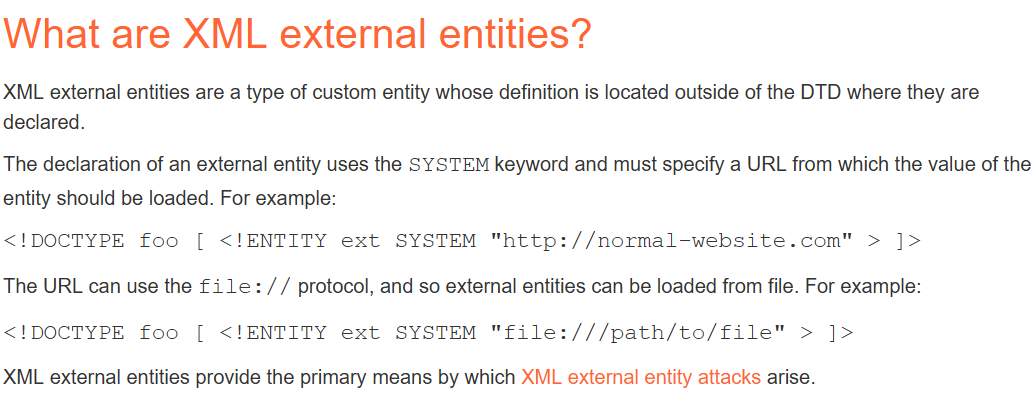 What are XML external entities?
XML external entities are a type of custom entity whose definition is located outside of the DTD where they are
declared.
The declaration of an external entity uses the SYSTEM keyword and must specify a URL from which the value of the
entity should be loaded. For example:
<!DOCTYPE foo [ <!ENTITY ext SYSTEM "http://normal-website.com" > ]>
The URL can use the file:// protocol, and so external entities can be loaded from file. For example:
<!DOCTYPE foo [ <!ENTITY ext SYSTEM "file:///path/to/file" > ]>
XML external entities provide the primary means by which XML external entity attacks arise.